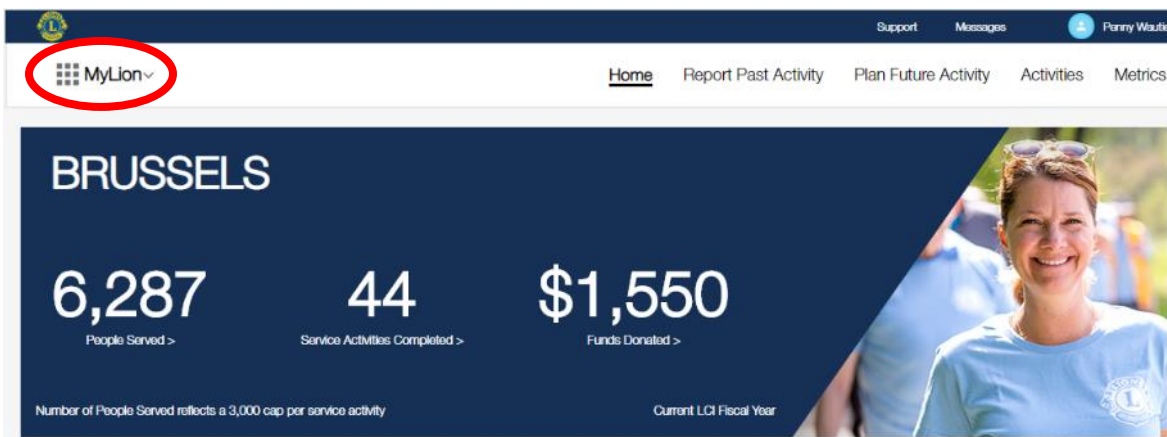 Support Messages Penny Wautie
MyLion
Home Report Past Activity Plan Future Activity Activities Metrics
BRUSSELS
6,287 44 $1,550
People Served > Service Activities Completed > Funds Donated >
Number of People Served reflects a 3,000 cap per service activity Current LCI Fiscal Year